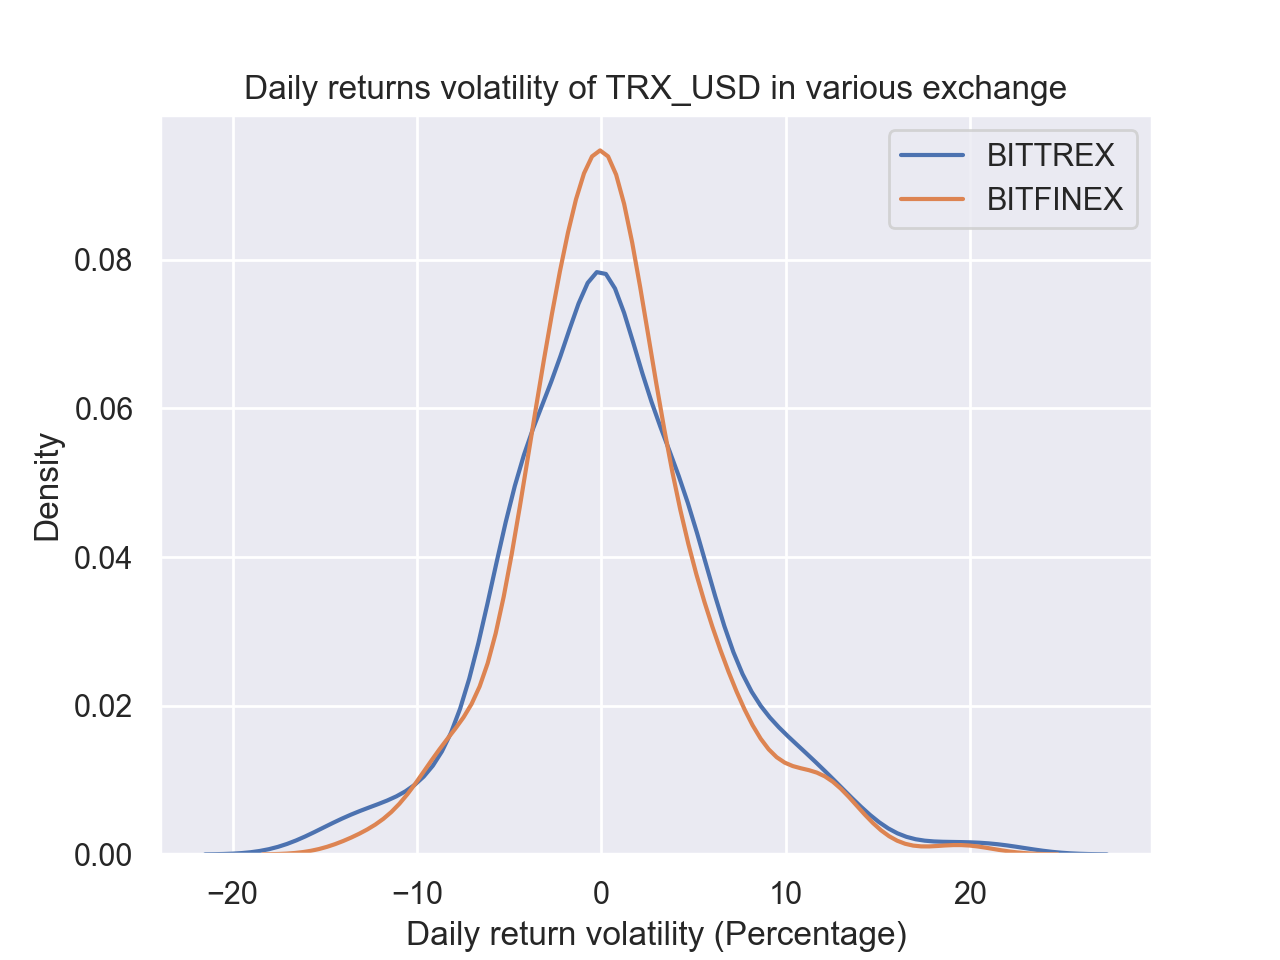 Daily returns volatility of TRX_USD in various exchange
BITTREX
BITFINEX
0.08
0.06
0.04
0.02
0.00
Density
−20
−10
0
10
20
Daily return volatility (Percentage)